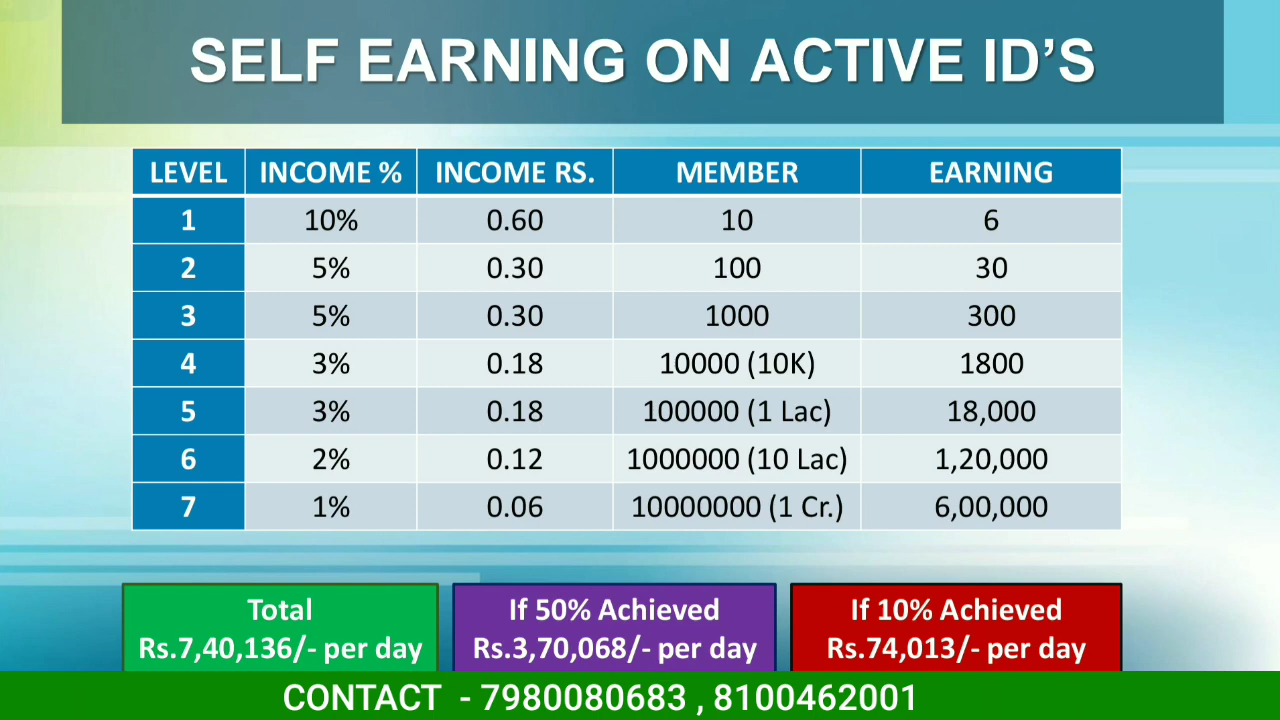 SELF EARNING ON ACTIVE ID’S
LEVEL INCOME % INCOME RS. MEMBER EARNING
1 10% 0.60 10 6
2 5% 0.30 100 30
3 5% 0.30 1000 300
4 3% 0.18 10000 (10K) 1800
5 3% 0.18 100000 (1 Lac) 18,000
6 2% 0.12 1000000 (10 Lac) 1,20,000
7 1% 0.06 10000000 (1 Cr.) 6,00,000
Total If 50% Achieved If 10% Achieved
Rs.7,40,136/- per day Rs.3,70,068/- per day Rs.74,013/- per day
CONTACT - 7980080683 , 8100462001